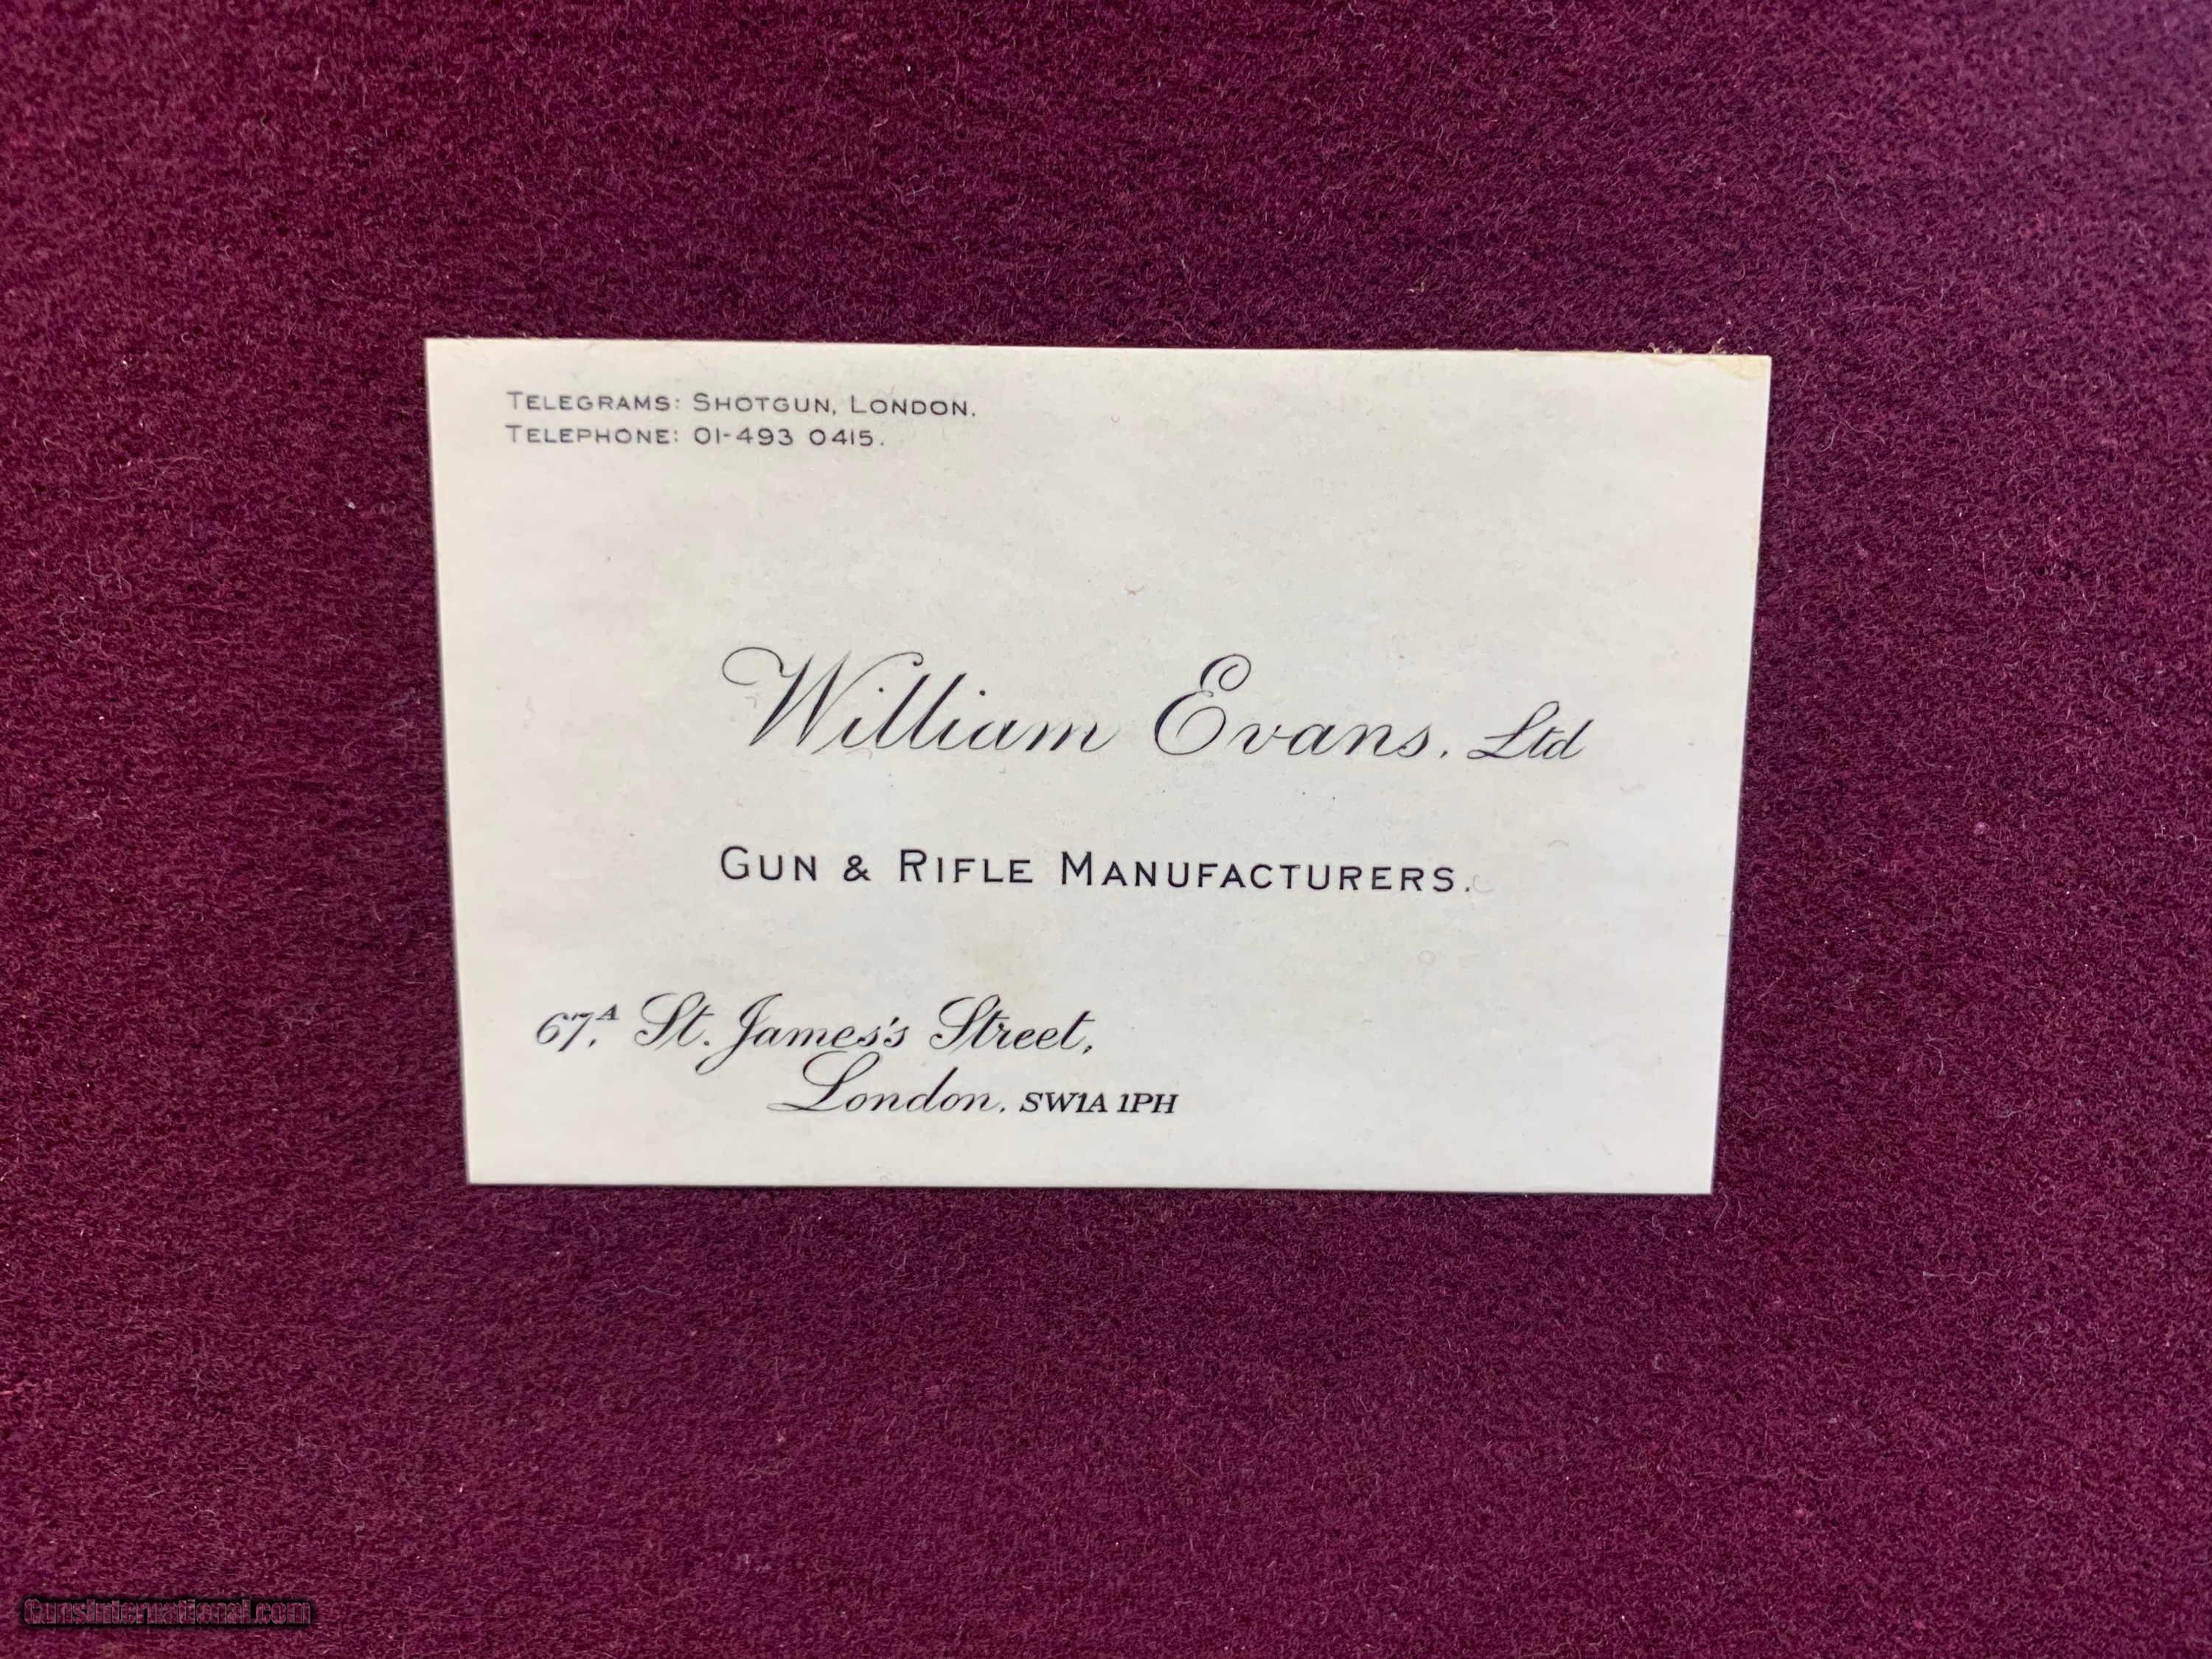 TELEGRAMS: SHOTGUN, LONDON.
TELEPHONE: 01-493 0415.
William Evans, Ltd
GUN & RIFLE MANUFACTURERS.
67A, St. James's Street,
London, SW1A 1PH
GunsInternational.com